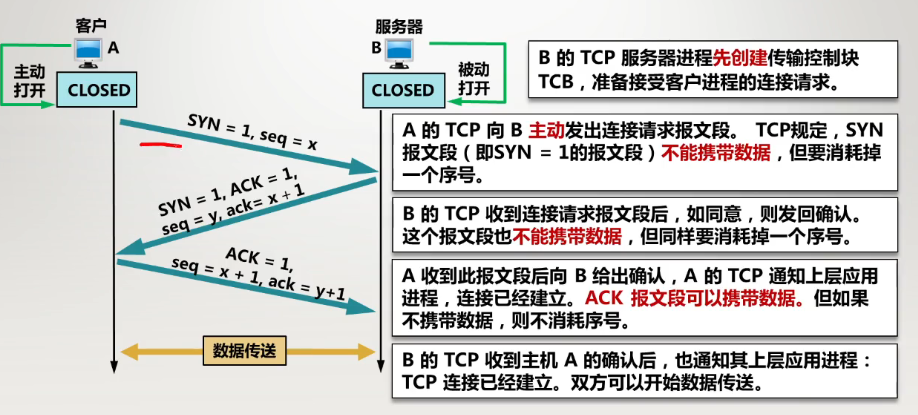 客户
A
主动
打开
CLOSED
服务器
B
被动
打开
CLOSED
SYN = 1, seq = x
SYN = 1, ACK = 1,
seq = y, ack= x + 1
ACK = 1,
seq = x + 1, ack = y+1
数据传送
B 的 TCP 服务器进程先创建传输控制块
TCB，准备接受客户进程的连接请求。
A 的 TCP 向 B 主动发出连接请求报文段。 TCP规定，SYN
报文段（即SYN = 1的报文段）不能携带数据，但要消耗掉
一个序号。
B 的 TCP 收到连接请求报文段后，如同意，则发回确认。
这个报文段也不能携带数据，但同样要消耗掉一个序号。
A 收到此报文段后向 B 给出确认，A 的 TCP 通知上层应用
进程，连接已经建立。ACK 报文段可以携带数据。但如果
不携带数据，则不消耗序号。
B 的 TCP 收到主机 A 的确认后，也通知其上层应用进程：
TCP 连接已经建立。双方可以开始数据传送。